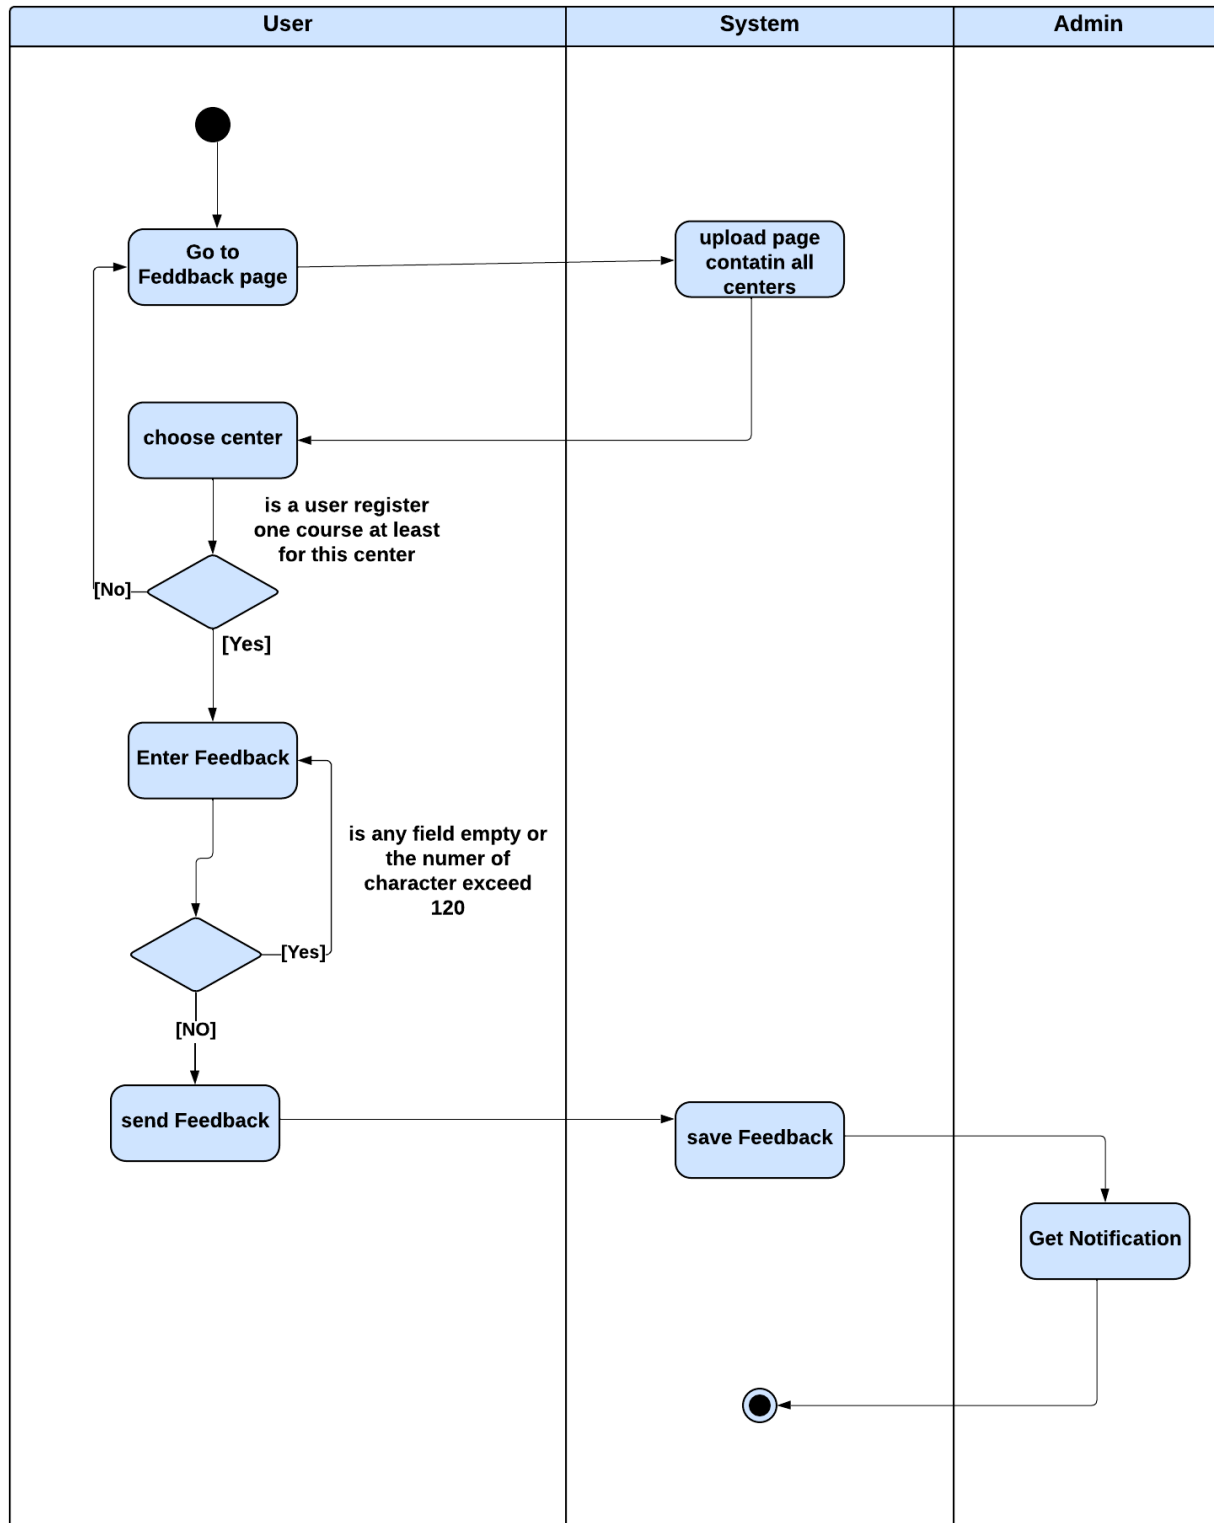 User
System
Admin
Go to
Feddback page
upload page
contatin all
centers
choose center
is a user register
one course at least
for this center
[No]
[Yes]
Enter Feedback
is any field empty or
the numer of
character exceed
120
[Yes]
[NO]
send Feedback
save Feedback
Get Notification